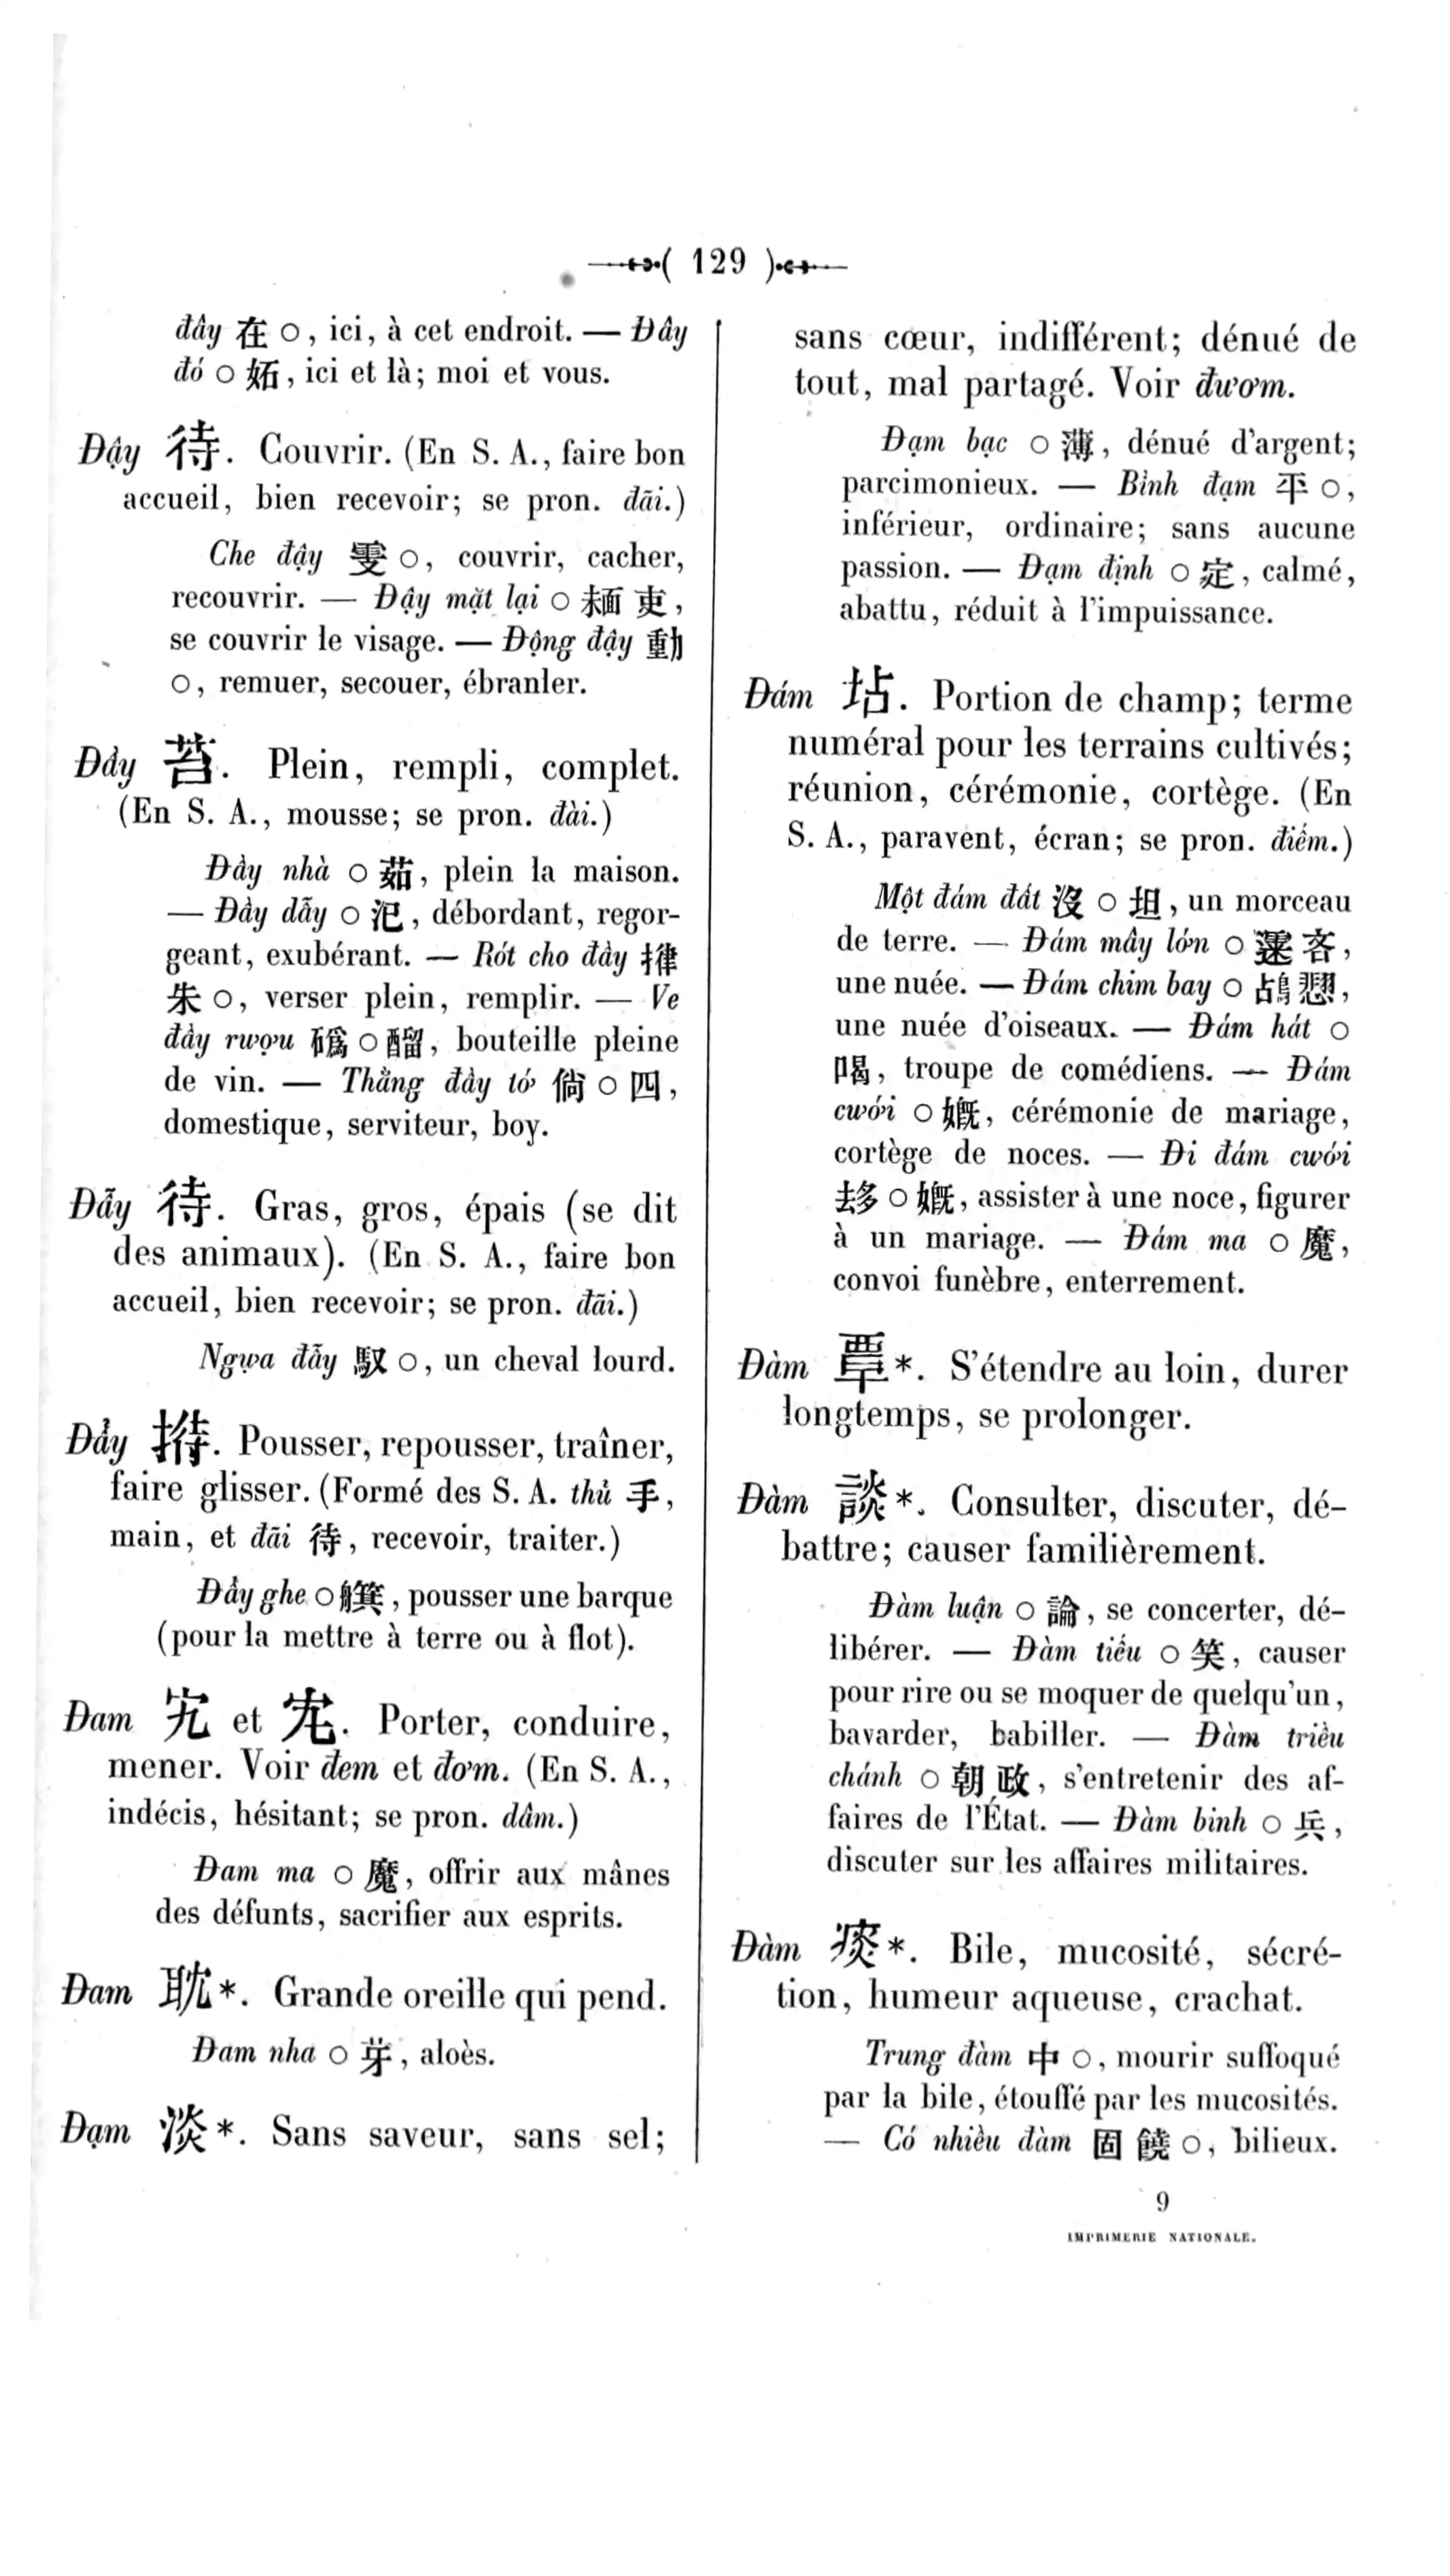 ( 129 )
đây 在 ○, ici, à cet endroit. — Đây
đó ○ 妬, ici et là; moi et vous.
Đậy 待. Couvrir. (En S. A., faire bon
accueil, bien recevoir; se pron. đãi.)
Che đậy 雯 ○, couvrir, cacher,
recouvrir. — Đậy mặt lại ○ 𩈘 吏,
se couvrir le visage. — Động đậy 動
○, remuer, secouer, ébranler.
Đầy 苔. Plein, rempli, complet.
(En S. A., mousse; se pron. đài.)
Đầy nhà ○ 茹, plein la maison.
— Đầy dẫy ○ 汜, débordant, regor-
geant, exubérant. — Rót cho đầy 揵
朱 ○, verser plein, remplir. — Ve
đầy rượu 碼 ○ 醞, bouteille pleine
de vin. — Thằng đầy tớ 倘 ○ 四,
domestique, serviteur, boy.
Đẫy 待. Gras, gros, épais (se dit
des animaux). (En S. A., faire bon
accueil, bien recevoir; se pron. đãi.)
Ngựa đẫy 馭 ○, un cheval lourd.
Đẩy 㨢. Pousser, repousser, traîner,
faire glisser. (Formé des S. A. thủ 手,
main, et đãi 待, recevoir, traiter.)
Đẩy ghe ○, pousser une barque
(pour la mettre à terre ou à flot).
Đam 冘 et 𡧸. Porter, conduire,
mener. Voir đem et đơm. (En S. A.,
indécis, hésitant; se pron. dâm.)
Đam ma ○ 魔, offrir aux mânes
des défunts, sacrifier aux esprits.
Đam 耽*. Grande oreille qui pend.
Đam nha ○ 芽, aloès.
Đạm 淡*. Sans saveur, sans sel;
sans cœur, indifférent; dénué de
tout, mal partagé. Voir đươm.
Đạm bạc ○ 薄, dénué d'argent;
parcimonieux. — Bình đạm 平 ○,
inférieur, ordinaire; sans aucune
passion. — Đạm định ○ 定, calmé,
abattu, réduit à l'impuissance.
Đám 坫. Portion de champ; terme
numéral pour les terrains cultivés;
réunion, cérémonie, cortège. (En
S. A., paravent, écran; se pron. điếm.)
Một đám đất 沒 ○ 坦, un morceau
de terre. — Đám mây lớn ○,
une nuée. — Đám chim bay ○,
une nuée d'oiseaux. — Đám hát ○
喝, troupe de comédiens. — Đám
cưới ○, cérémonie de mariage,
cortège de noces. — Đi đám cưới
𠫾 ○, assister à une noce, figurer
à un mariage. — Đám ma ○ 魔,
convoi funèbre, enterrement.
Đàm 覃*. S'étendre au loin, durer
longtemps, se prolonger.
Đàm 談*. Consulter, discuter, dé-
battre; causer familièrement.
Đàm luận ○ 論, se concerter, dé-
libérer. — Đàm tiếu ○ 笑, causer
pour rire ou se moquer de quelqu'un,
bavarder, babiller. — Đàm triều
chánh ○ 朝 政, s'entretenir des af-
faires de l'État. — Đàm binh ○ 兵,
discuter sur les affaires militaires.
Đàm 痰*. Bile, mucosité, sécré-
tion, humeur aqueuse, crachat.
Trung đàm 中 ○, mourir suffoqué
par la bile, étouffé par les mucosités.
— Có nhiều đàm 固 饒 ○, bilieux.
9
IMPRIMERIE NATIONALE.